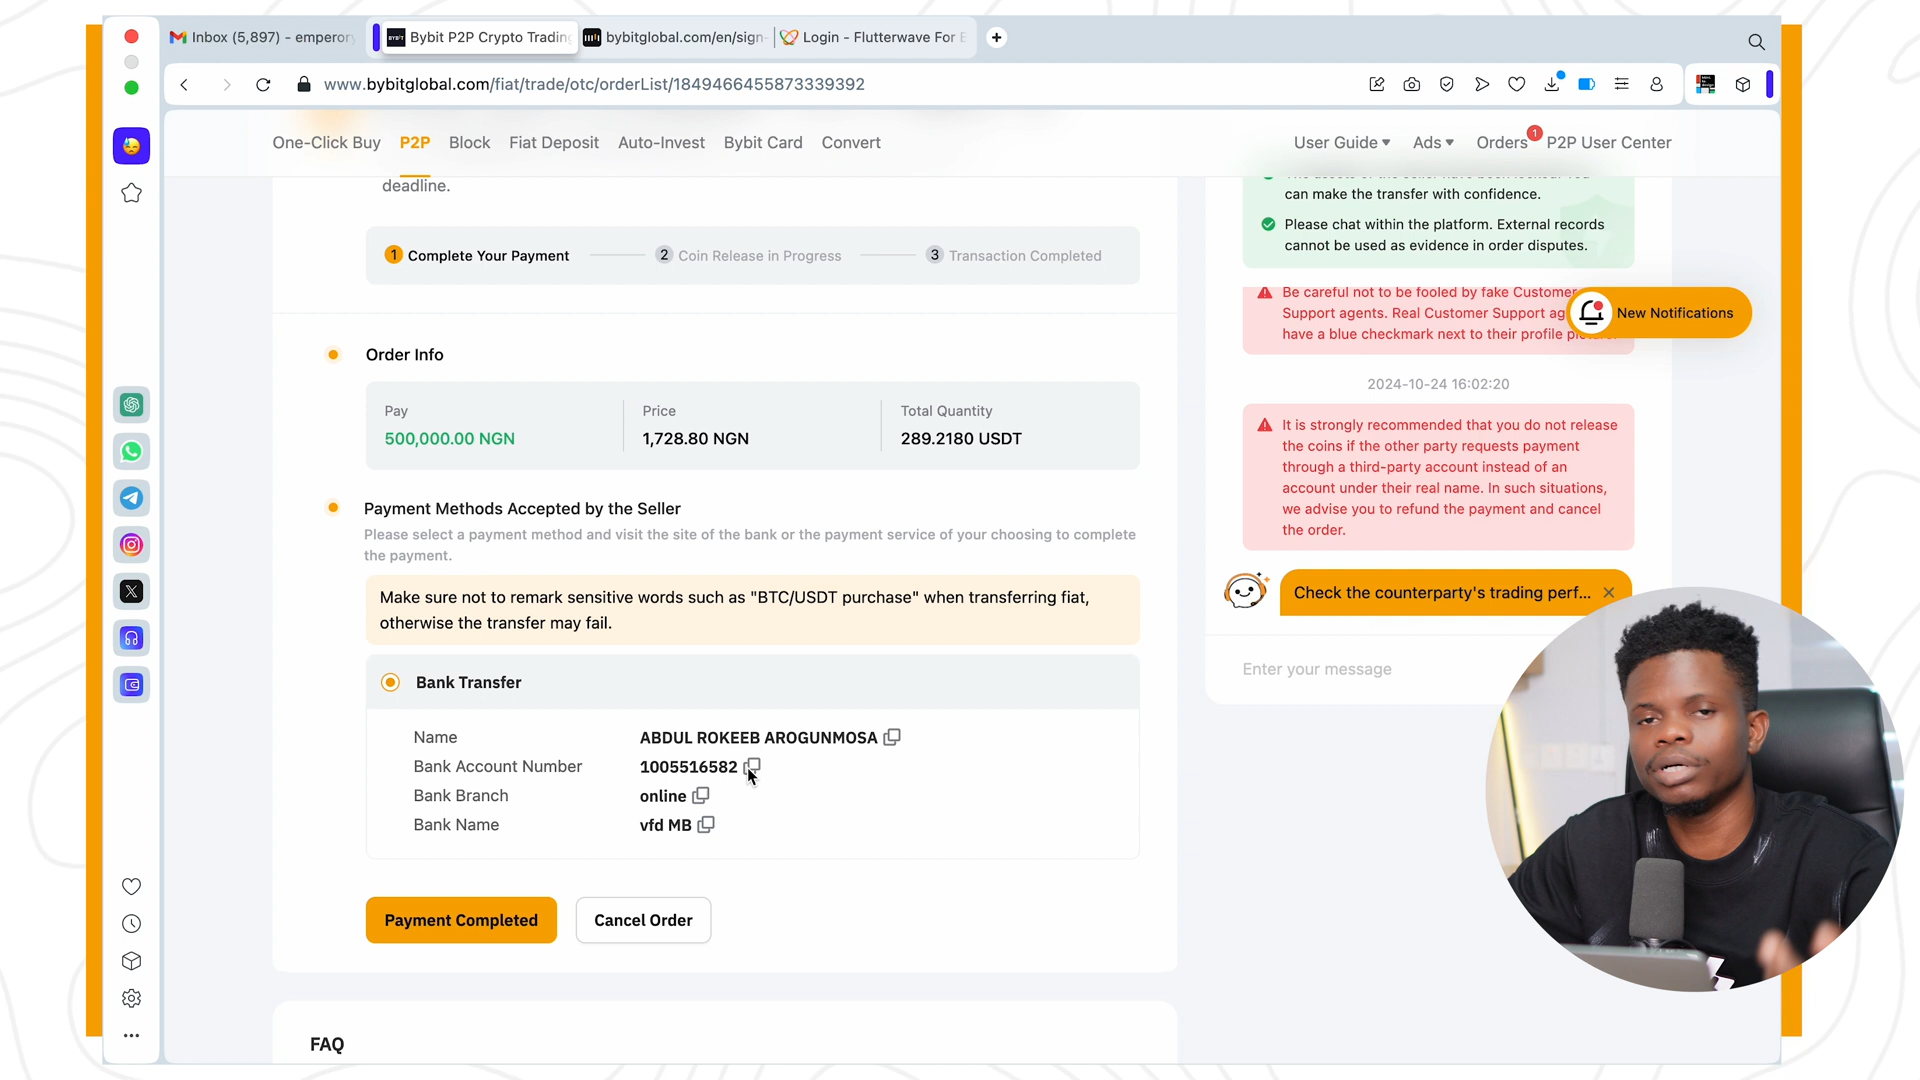 Inbox (5,897) - emperory
Bybit P2P Crypto Trading
bybitglobal.com/en/sign-
Login - Flutterwave For B
www.bybitglobal.com/fiat/trade/otc/orderList/1849466455873339392
One-Click Buy
P2P
Block
Fiat Deposit
Auto-Invest
Bybit Card
Convert
User Guide
Ads
Orders
1
P2P User Center
deadline.
1 Complete Your Payment
2 Coin Release in Progress
3 Transaction Completed
Order Info
Pay
500,000.00 NGN
Price
1,728.80 NGN
Total Quantity
289.2180 USDT
Payment Methods Accepted by the Seller
Please select a payment method and visit the site of the bank or the payment service of your choosing to complete
the payment.
Make sure not to remark sensitive words such as "BTC/USDT purchase" when transferring fiat,
otherwise the transfer may fail.
Bank Transfer
Name ABDUL ROKEEB AROGUNMOSA
Bank Account Number 1005516582
Bank Branch online
Bank Name vfd MB
Payment Completed
Cancel Order
FAQ
can make the transfer with confidence.
Please chat within the platform. External records
cannot be used as evidence in order disputes.
Be careful not to be fooled by fake Customer
Support agents. Real Customer Support ag
have a blue checkmark next to their profile
New Notifications
2024-10-24 16:02:20
It is strongly recommended that you do not release
the coins if the other party requests payment
through a third-party account instead of an
account under their real name. In such situations,
we advise you to refund the payment and cancel
the order.
Check the counterparty's trading perf...
Enter your message